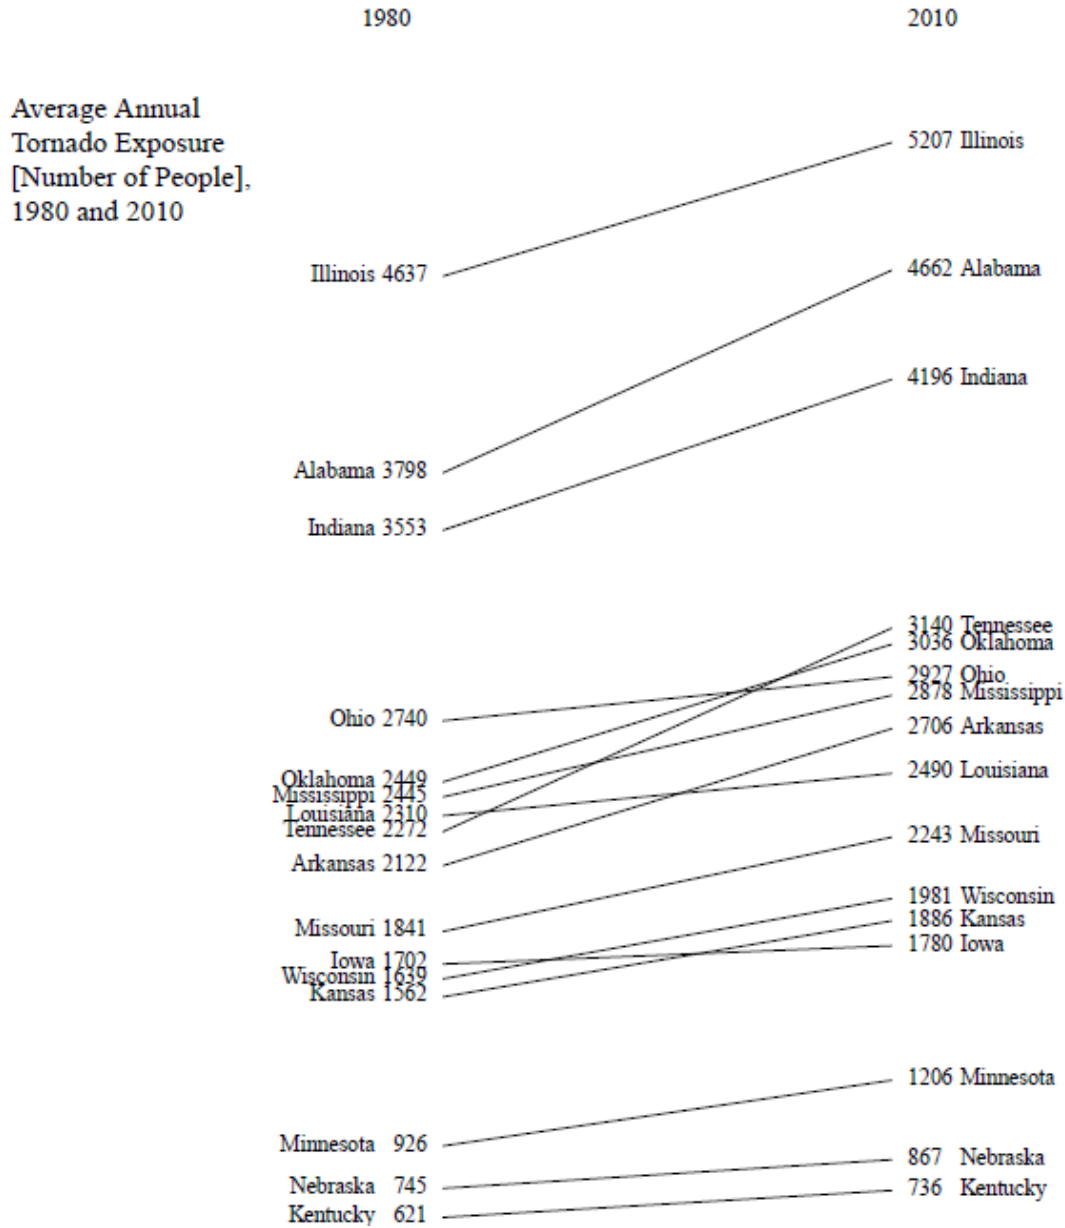 1980 2010
Average Annual
Tornado Exposure
[Number of People],
1980 and 2010
5207 Illinois
Illinois 4637
4662 Alabama
4196 Indiana
Alabama 3798
Indiana 3553
3140 Tennessee
3036 Oklahoma
2927 Ohio
2878 Mississippi
Ohio 2740
2706 Arkansas
2490 Louisiana
Oklahoma 2449
Mississippi 2445
Louisiana 2310
Tennessee 2272
2243 Missouri
Arkansas 2122
1981 Wisconsin
1886 Kansas
Missouri 1841
1780 Iowa
Iowa 1702
Wisconsin 1639
Kansas 1562
1206 Minnesota
Minnesota 926
867 Nebraska
Nebraska 745
736 Kentucky
Kentucky 621